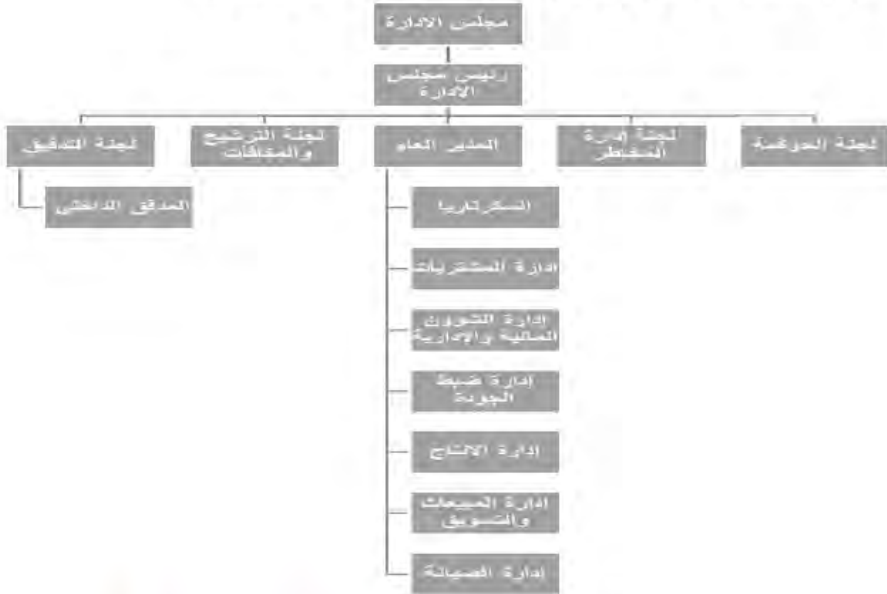 مجلس الادارة
رئيس مجلس
الادارة
لجنة الحوكمة
لجنة إدارة
المخاطر
المدير العام
لجنة الترشيح
والمكافات
لجنة التدقيق
المدقق الداخلي
السكرتاريا
ادارة المشتريات
ادارة الشؤون
المالية والإدارية
إدارة ضبط
الجودة
إدارة الانتاج
ادارة المبيعات
والتسويق
إدارة الصيانة